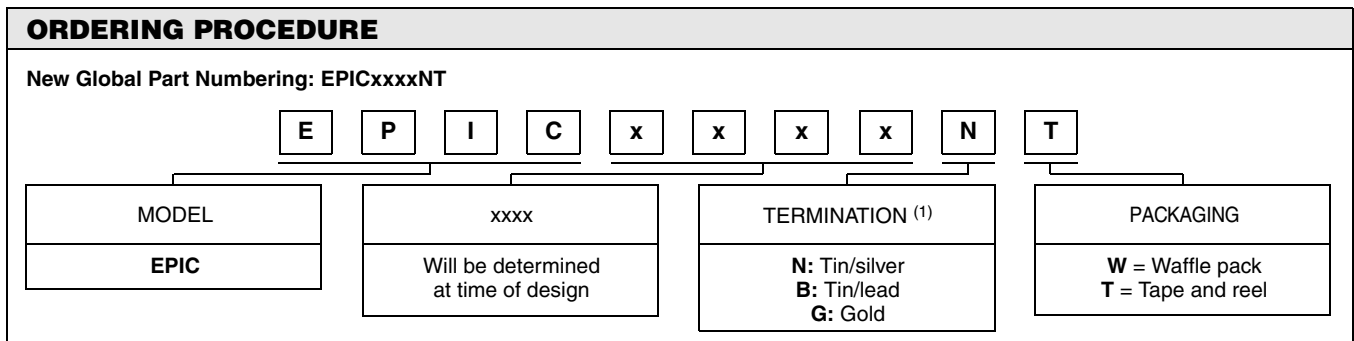 ORDERING PROCEDURE
New Global Part Numbering: EPICxxxxNT
E P I C x x x x N T
MODEL
EPIC
xxxx
Will be determined
at time of design
TERMINATION (1)
N: Tin/silver
B: Tin/lead
G: Gold
PACKAGING
W = Waffle pack
T = Tape and reel